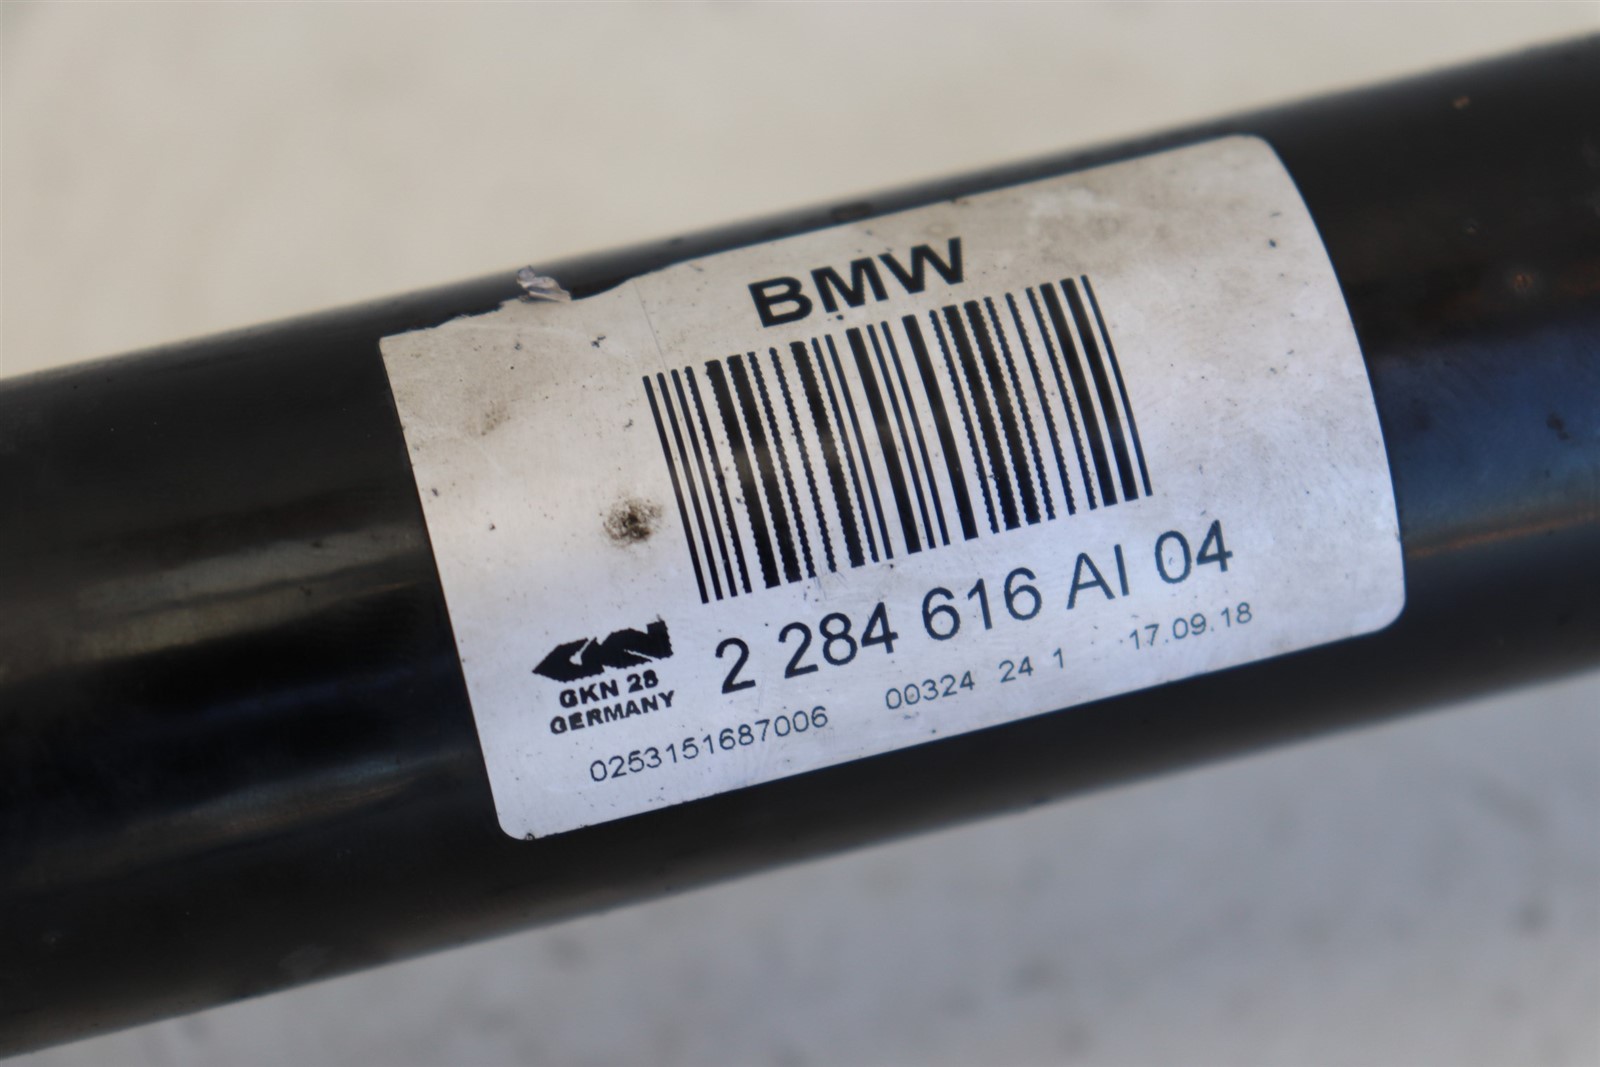 BMW
2 284 616 AI 04
GKN
GKN 28
GERMANY
0253151687006 00324 24 1 17.09.18